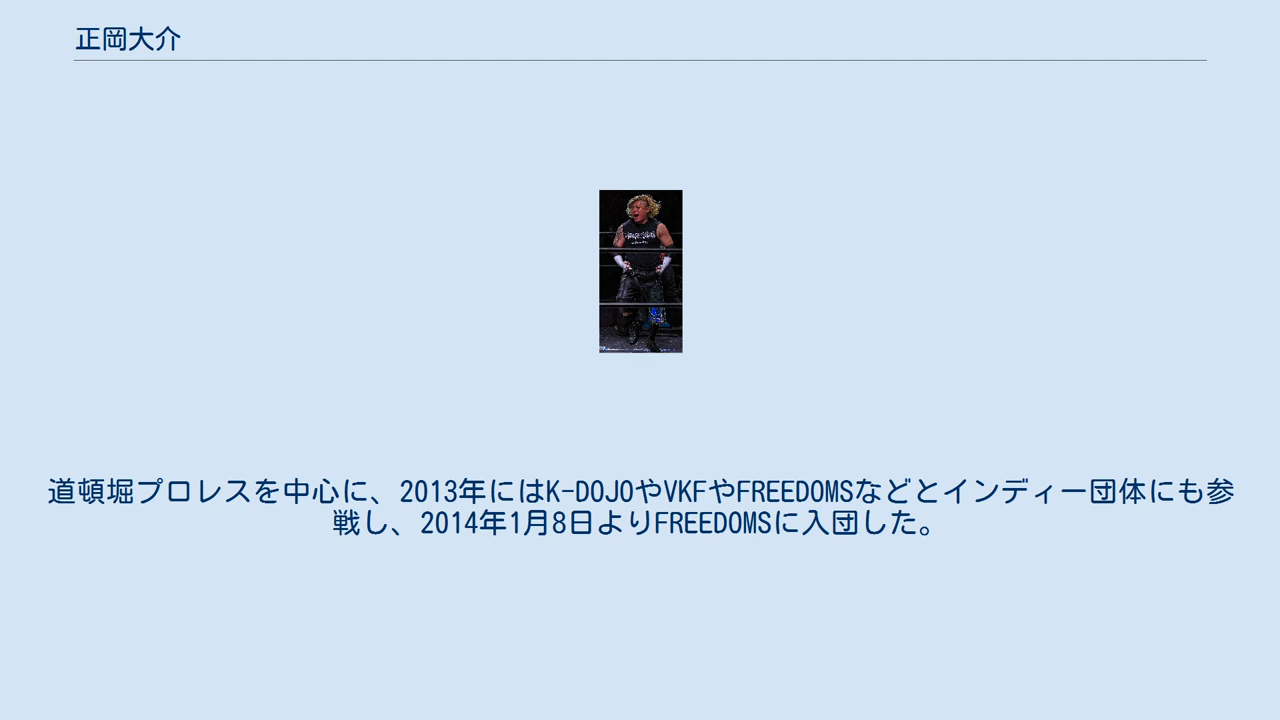 正岡大介
道頓堀プロレスを中心に、2013年にはK-DOJOやVKFやFREEDOMSなどとインディー団体にも参
戦し、2014年1月8日よりFREEDOMSに入団した。